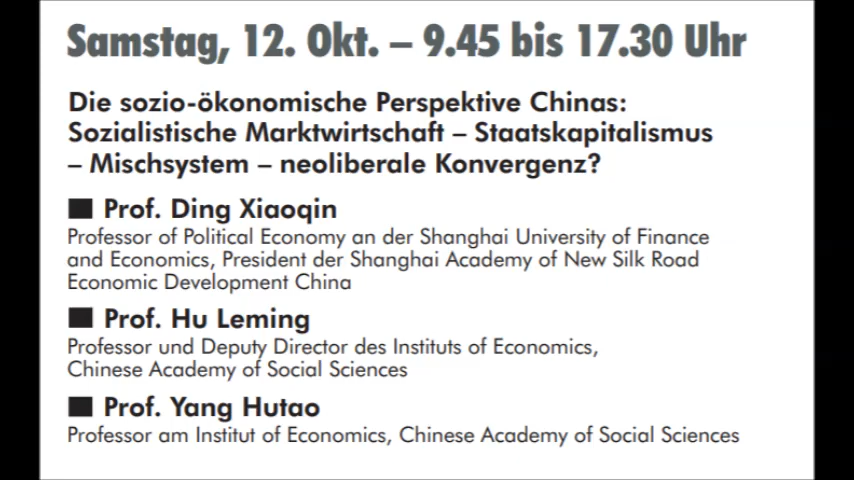 Samstag, 12. Okt. – 9.45 bis 17.30 Uhr
Die sozio-ökonomische Perspektive Chinas:
Sozialistische Marktwirtschaft – Staatskapitalismus
– Mischsystem – neoliberale Konvergenz?
■ Prof. Ding Xiaoqin
Professor of Political Economy an der Shanghai University of Finance
and Economics, President der Shanghai Academy of New Silk Road
Economic Development China
■ Prof. Hu Leming
Professor und Deputy Director des Instituts of Economics,
Chinese Academy of Social Sciences
■ Prof. Yang Hutao
Professor am Institut of Economics, Chinese Academy of Social Sciences